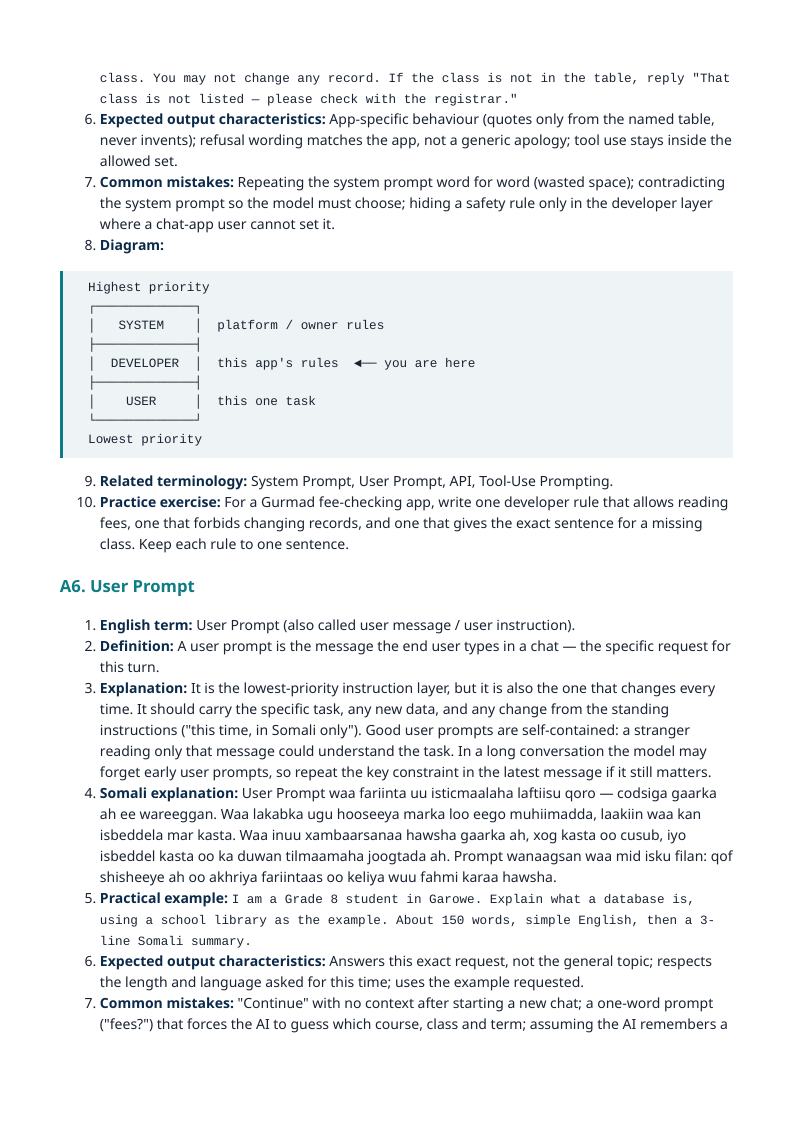 class. You may not change any record. If the class is not in the table, reply "That
class is not listed — please check with the registrar."
6. Expected output characteristics: App-specific behaviour (quotes only from the named table,
never invents); refusal wording matches the app, not a generic apology; tool use stays inside the
allowed set.
7. Common mistakes: Repeating the system prompt word for word (wasted space); contradicting
the system prompt so the model must choose; hiding a safety rule only in the developer layer
where a chat-app user cannot set it.
8. Diagram:
Highest priority
┌─────────────┐
│   SYSTEM    │  platform / owner rules
├─────────────┤
│  DEVELOPER  │  this app's rules  ◄── you are here
├─────────────┤
│    USER     │  this one task
└─────────────┘
Lowest priority
9. Related terminology: System Prompt, User Prompt, API, Tool-Use Prompting.
10. Practice exercise: For a Gurmad fee-checking app, write one developer rule that allows reading
fees, one that forbids changing records, and one that gives the exact sentence for a missing
class. Keep each rule to one sentence.
A6. User Prompt
1. English term: User Prompt (also called user message / user instruction).
2. Definition: A user prompt is the message the end user types in a chat — the specific request for
this turn.
3. Explanation: It is the lowest-priority instruction layer, but it is also the one that changes every
time. It should carry the specific task, any new data, and any change from the standing
instructions ("this time, in Somali only"). Good user prompts are self-contained: a stranger
reading only that message could understand the task. In a long conversation the model may
forget early user prompts, so repeat the key constraint in the latest message if it still matters.
4. Somali explanation: User Prompt waa fariinta uu isticmaalaha laftiisu qoro — codsiga gaarka
ah ee wareeggan. Waa lakabka ugu hooseeya marka loo eego muhiimadda, laakiin waa kan
isbeddela mar kasta. Waa inuu xambaarsanaa hawsha gaarka ah, xog kasta oo cusub, iyo
isbeddel kasta oo ka duwan tilmaamaha joogtada ah. Prompt wanaagsan waa mid isku filan: qof
shisheeye ah oo akhriya fariintaas oo keliya wuu fahmi karaa hawsha.
5. Practical example: I am a Grade 8 student in Garowe. Explain what a database is,
using a school library as the example. About 150 words, simple English, then a 3-
line Somali summary.
6. Expected output characteristics: Answers this exact request, not the general topic; respects
the length and language asked for this time; uses the example requested.
7. Common mistakes: "Continue" with no context after starting a new chat; a one-word prompt
("fees?") that forces the AI to guess which course, class and term; assuming the AI remembers a